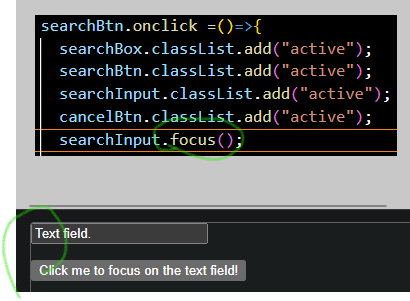 searchBtn.onclick =()=>{
searchBox.classList.add("active");
searchBtn.classList.add("active");
searchInput.classList.add("active");
cancelBtn.classList.add("active");
searchInput.focus();
Text field.
Click me to focus on the text field!